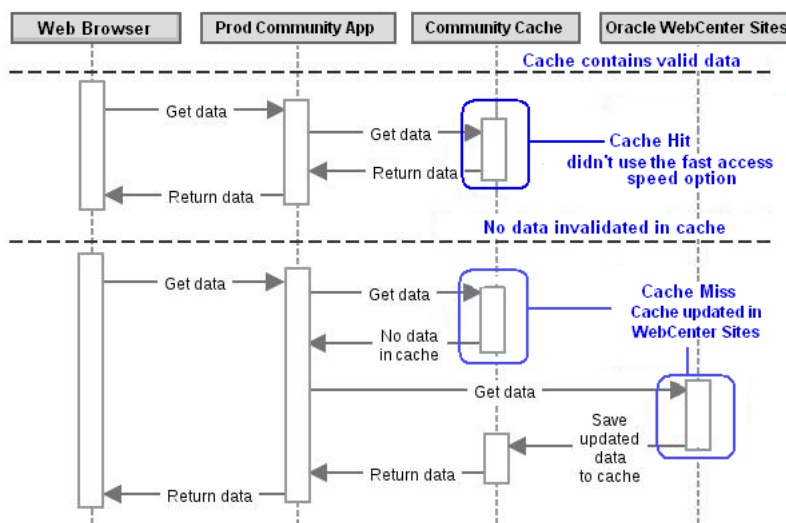 Web Browser
Prod Community App
Community Cache
Oracle WebCenter Sites
Cache contains valid data
Get data
Get data
Cache Hit
didn't use the fast access
speed option
Return data
Return data
No data invalidated in cache
Get data
Get data
Cache Miss
Cache updated in
WebCenter Sites
No data
in cache
Get data
Save
updated
data
to cache
Return data
Return data